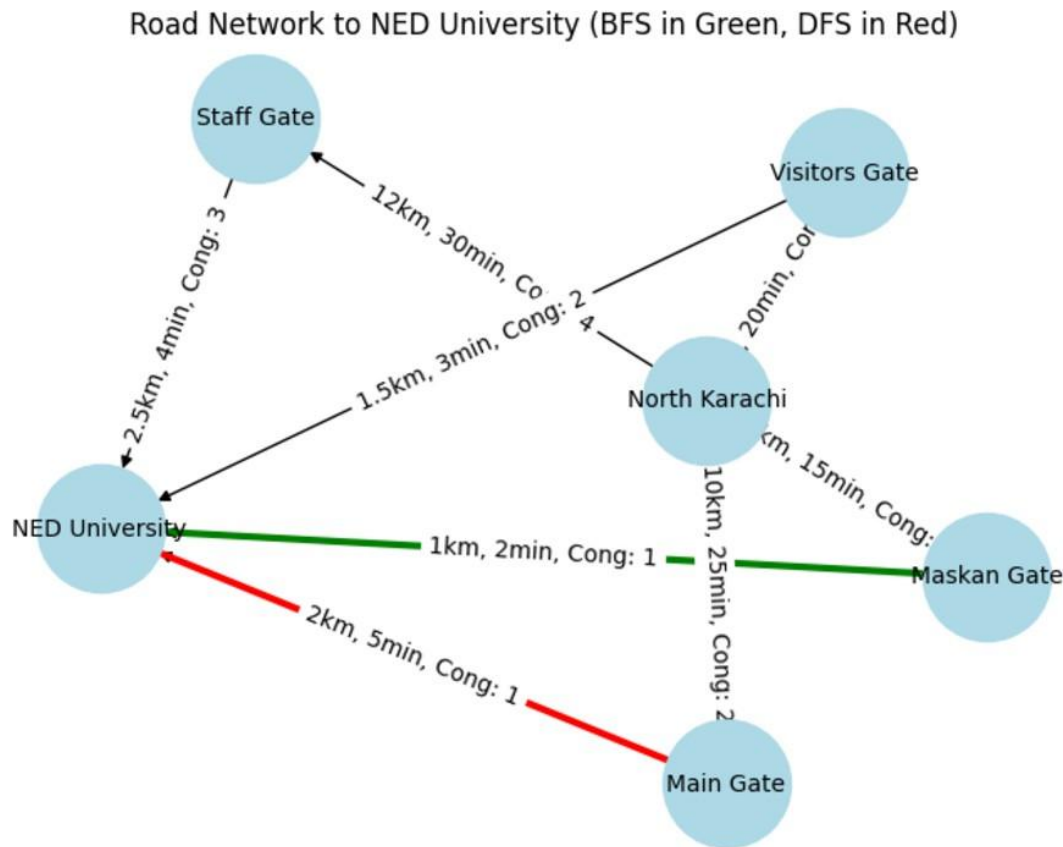 Road Network to NED University (BFS in Green, DFS in Red)
Staff Gate
Visitors Gate
12km, 30min, 4
20min,
2.5km, 4min, Cong: 3
1.5km, 3min, Cong: 2
North Karachi
15min, Cong:
10km, 25min, Cong: 2
NED University
1km, 2min, Cong: 1
Maskan Gate
2km, 5min, Cong: 1
Main Gate